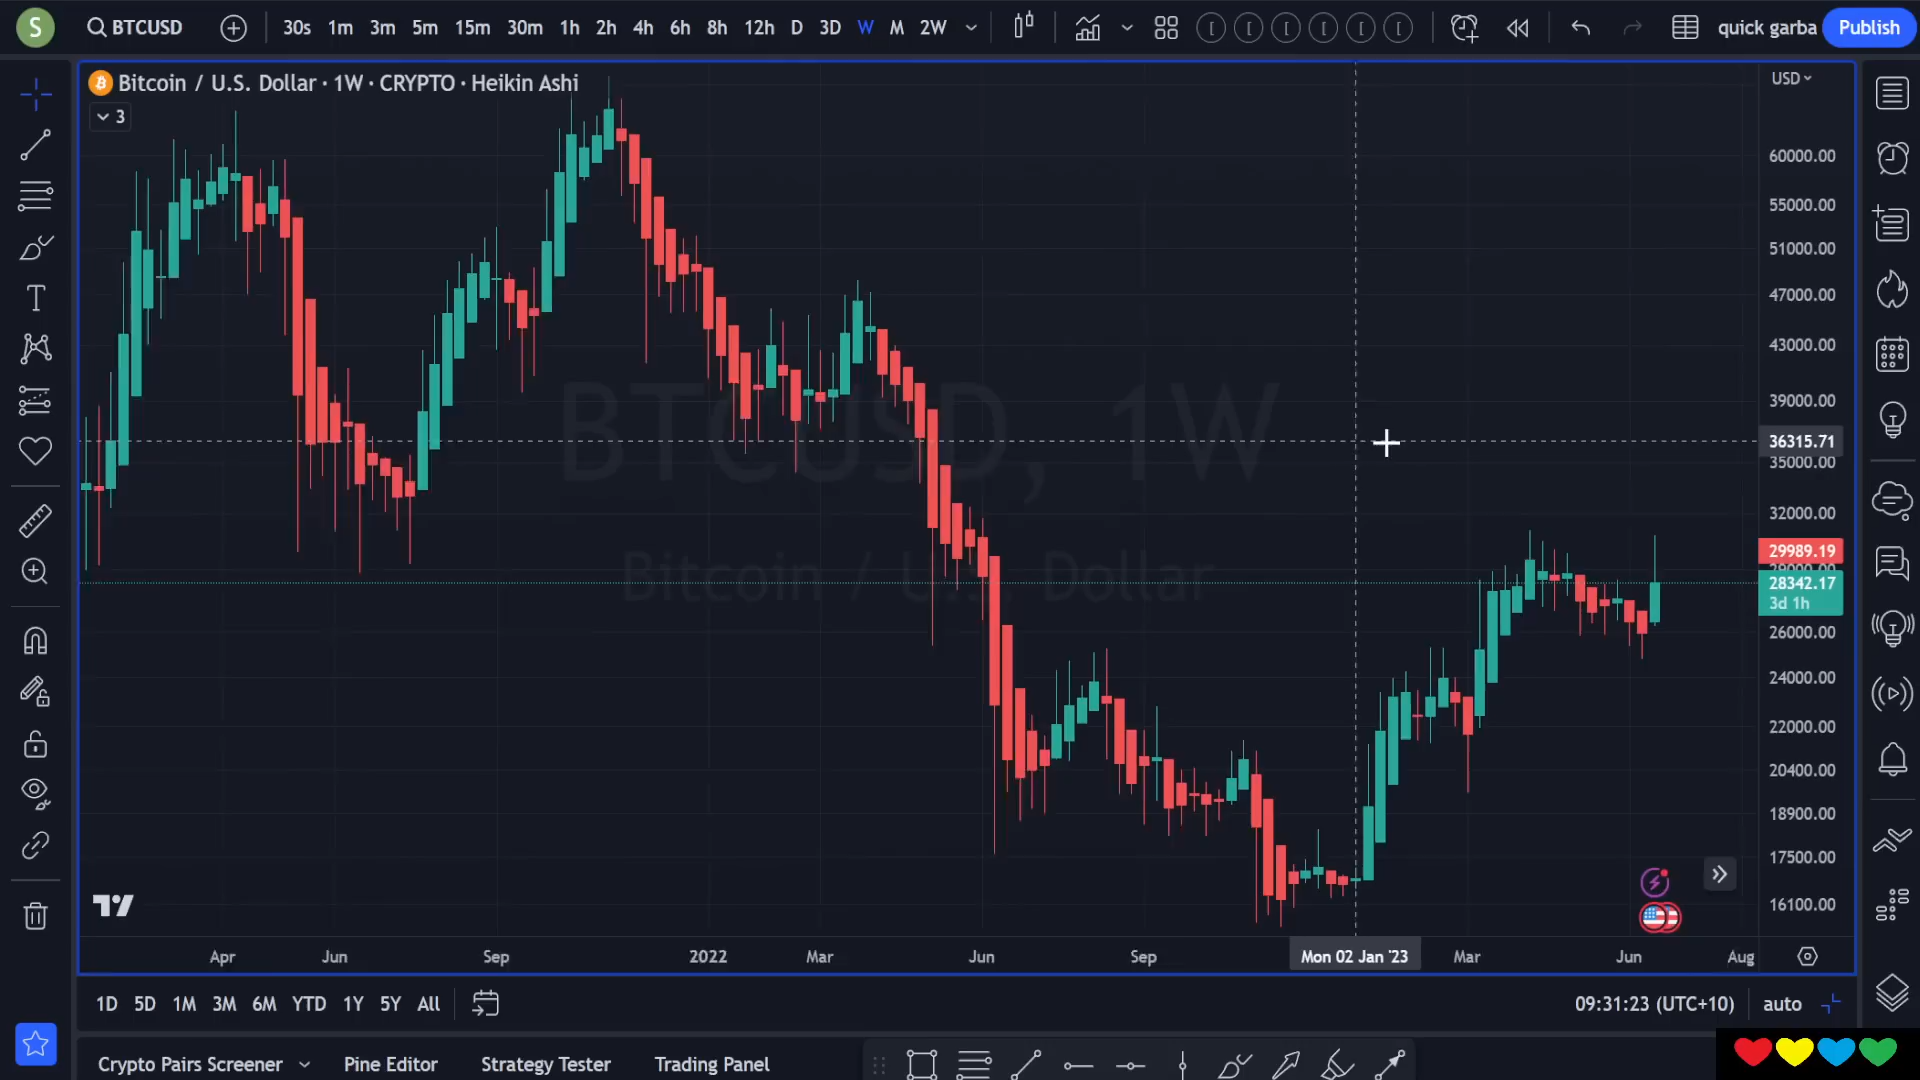 S
BTCUSD
30s 1m 3m 5m 15m 30m 1h 2h 4h 6h 8h 12h D 3D W M 2W
quick garba
Publish
Bitcoin / U.S. Dollar · 1W · CRYPTO · Heikin Ashi
3
USD
60000.00
55000.00
51000.00
47000.00
43000.00
39000.00
36315.71
35000.00
32000.00
29989.19
28342.17
3d 1h
26000.00
24000.00
22000.00
20400.00
18900.00
17500.00
16100.00
BTCUSD, 1W
Bitcoin / U.S. Dollar
Apr Jun Sep 2022 Mar Jun Sep Mon 02 Jan '23 Mar Jun Aug
1D 5D 1M 3M 6M YTD 1Y 5Y All
09:31:23 (UTC+10)
auto
Crypto Pairs Screener Pine Editor Strategy Tester Trading Panel